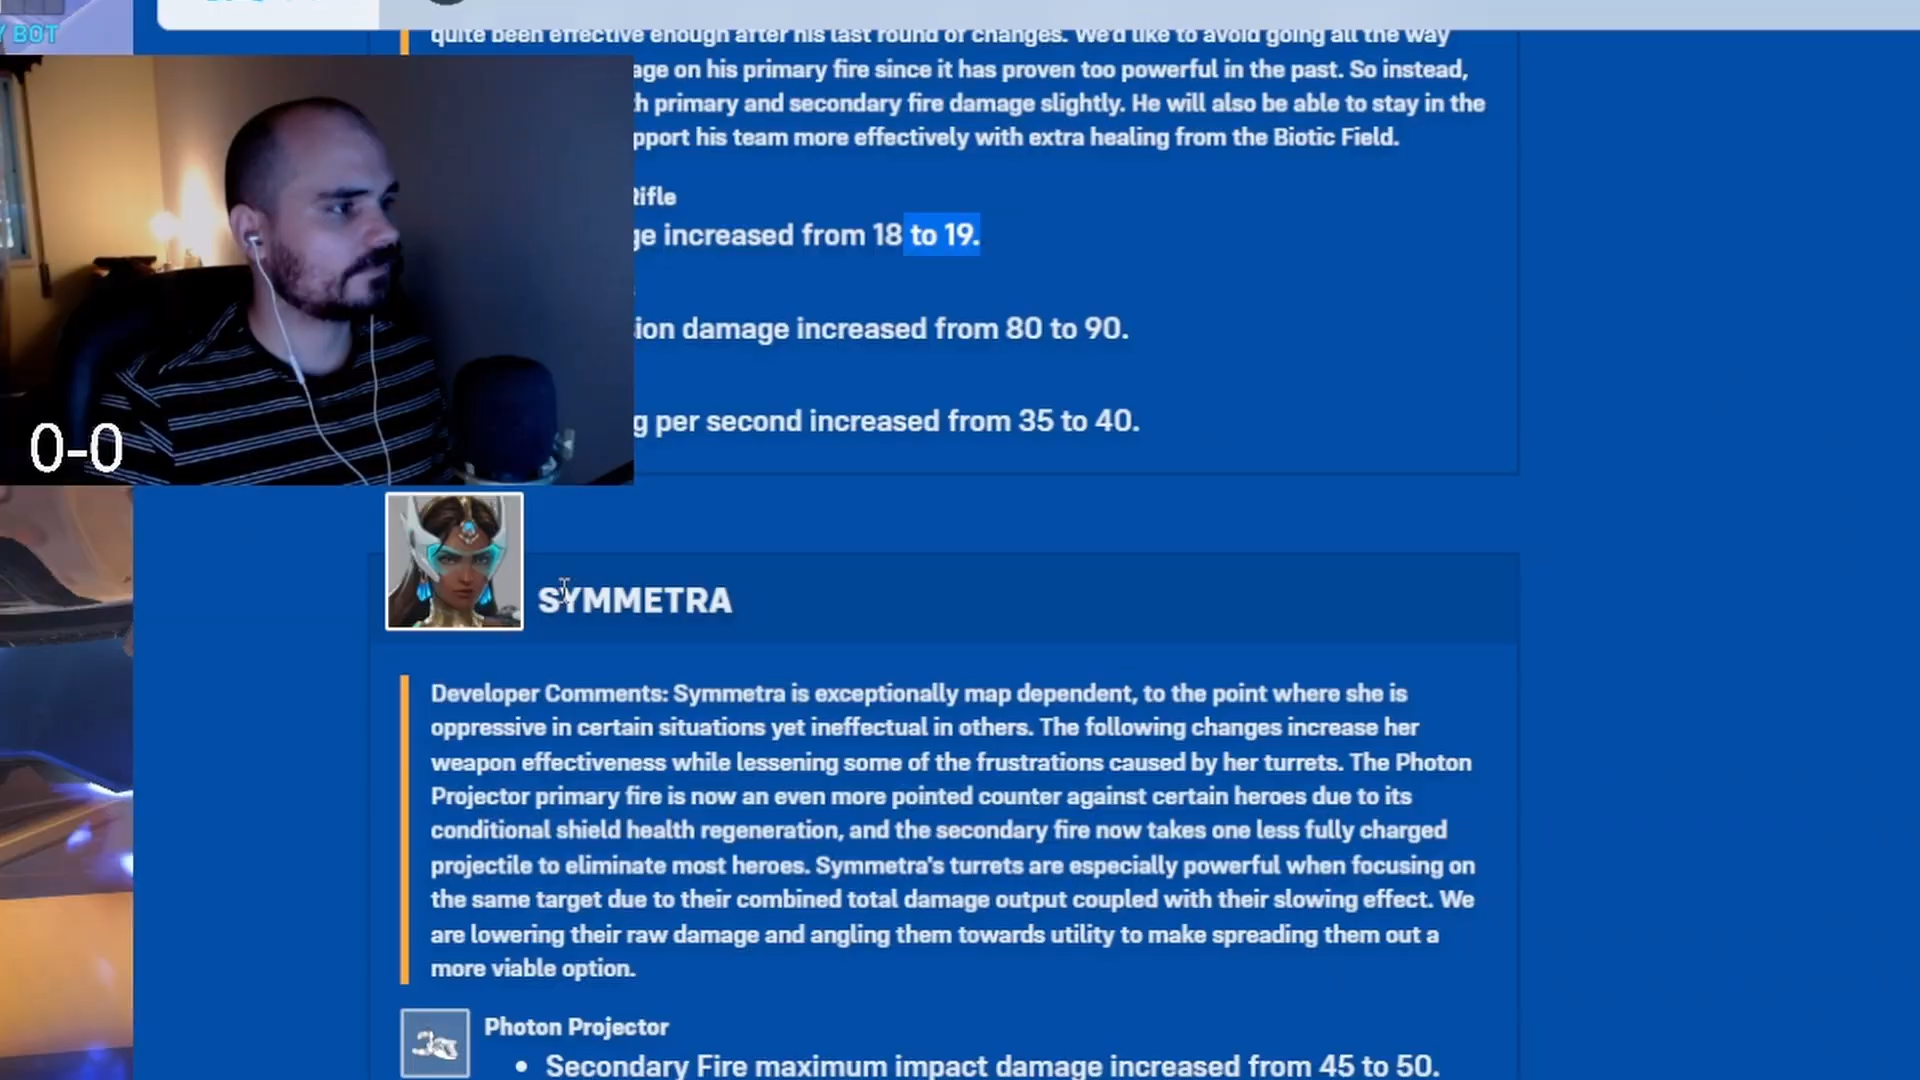 Y BOT
quite been effective enough after his last round of changes. We'd like to avoid going all the way
age on his primary fire since it has proven too powerful in the past. So instead,
h primary and secondary fire damage slightly. He will also be able to stay in the
pport his team more effectively with extra healing from the Biotic Field.
Rifle
ge increased from 18 to 19.
sion damage increased from 80 to 90.
g per second increased from 35 to 40.
0-0
SYMMETRA
Developer Comments: Symmetra is exceptionally map dependent, to the point where she is
oppressive in certain situations yet ineffectual in others. The following changes increase her
weapon effectiveness while lessening some of the frustrations caused by her turrets. The Photon
Projector primary fire is now an even more pointed counter against certain heroes due to its
conditional shield health regeneration, and the secondary fire now takes one less fully charged
projectile to eliminate most heroes. Symmetra's turrets are especially powerful when focusing on
the same target due to their combined total damage output coupled with their slowing effect. We
are lowering their raw damage and angling them towards utility to make spreading them out a
more viable option.
Photon Projector
• Secondary Fire maximum impact damage increased from 45 to 50.